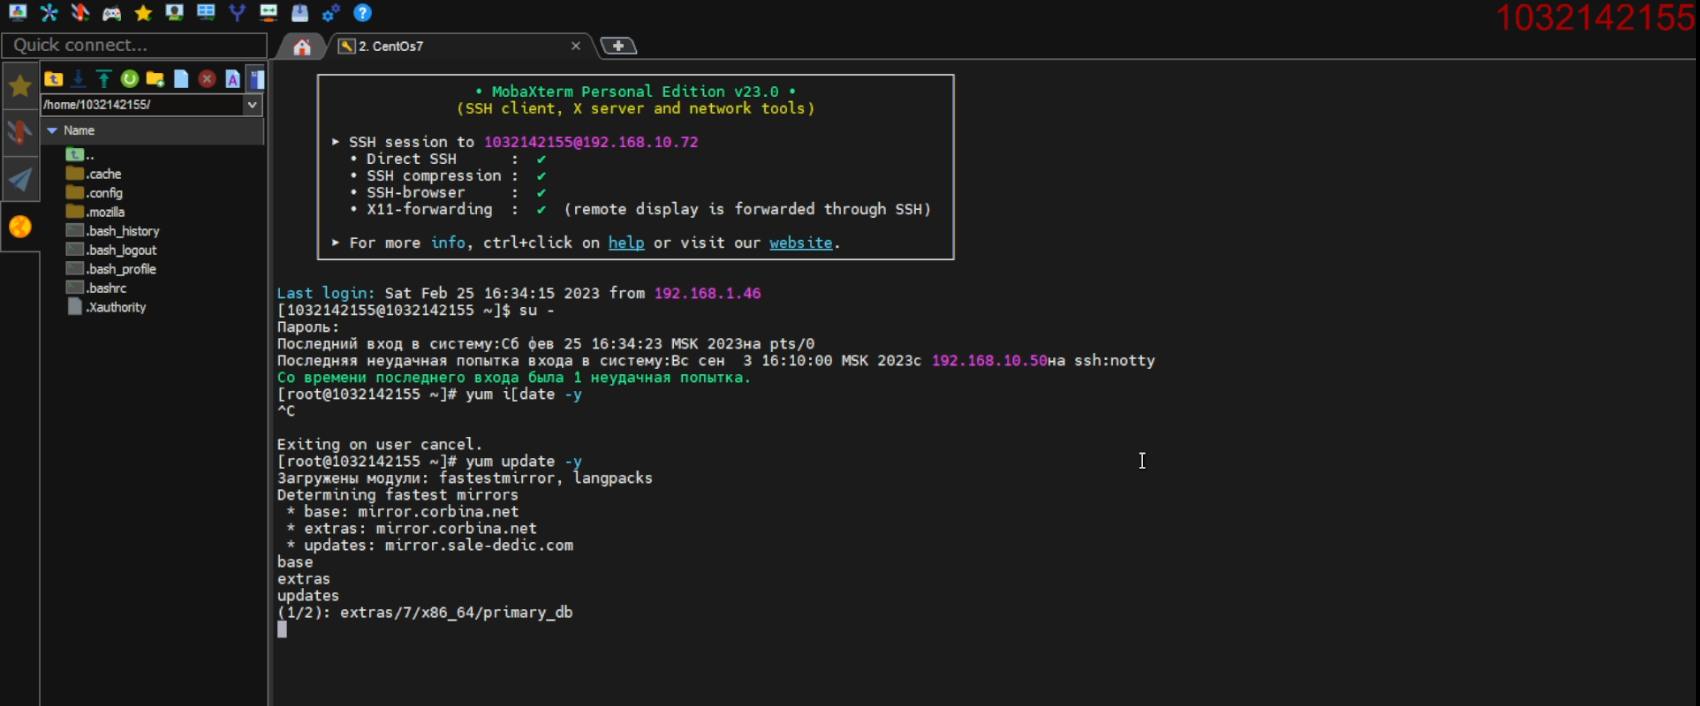 1032142155
Quick connect...
2. CentOs7
/home/1032142155/
Name
..
.cache
.config
.mozilla
.bash_history
.bash_logout
.bash_profile
.bashrc
.Xauthority
• MobaXterm Personal Edition v23.0 •
(SSH client, X server and network tools)
► SSH session to 1032142155@192.168.10.72
• Direct SSH : ✔
• SSH compression : ✔
• SSH-browser : ✔
• X11-forwarding : ✔ (remote display is forwarded through SSH)
► For more info, ctrl+click on help or visit our website.
Last login: Sat Feb 25 16:34:15 2023 from 192.168.1.46
[1032142155@1032142155 ~]$ su -
Пароль:
Последний вход в систему:Сб фев 25 16:34:23 MSK 2023на pts/0
Последняя неудачная попытка входа в систему:Вс сен  3 16:10:00 MSK 2023с 192.168.10.50на ssh:notty
Со времени последнего входа была 1 неудачная попытка.
[root@1032142155 ~]# yum i[date -y
^C
Exiting on user cancel.
[root@1032142155 ~]# yum update -y
Загружены модули: fastestmirror, langpacks
Determining fastest mirrors
* base: mirror.corbina.net
* extras: mirror.corbina.net
* updates: mirror.sale-dedic.com
base
extras
updates
(1/2): extras/7/x86_64/primary_db